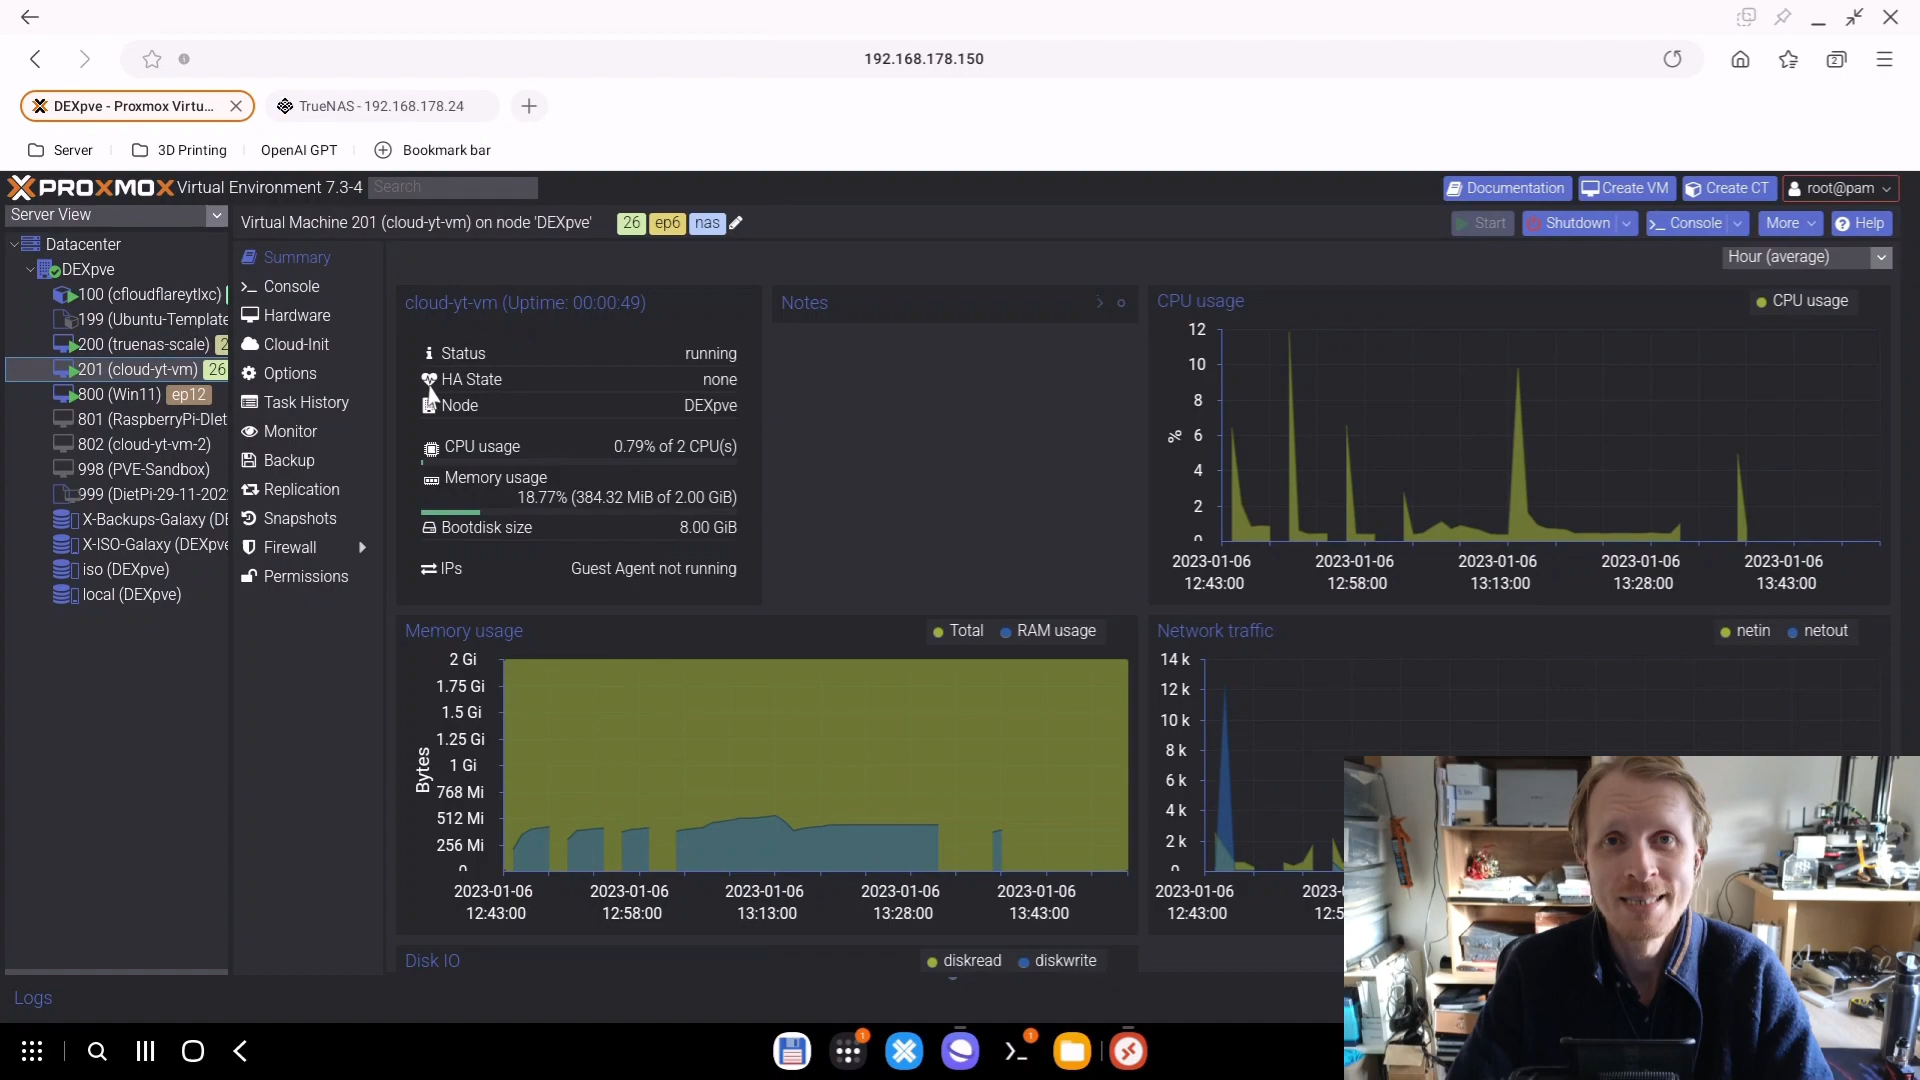 192.168.178.150
2
DEXpve - Proxmox Virtu...
TrueNAS - 192.168.178.24
Server
3D Printing
OpenAI GPT
Bookmark bar
PROXMOX Virtual Environment 7.3-4
Search
Documentation
Create VM
Create CT
root@pam
Server View
Virtual Machine 201 (cloud-yt-vm) on node 'DEXpve'
26
ep6
nas
Start
Shutdown
Console
More
Help
Datacenter
DEXpve
100 (cfloudflareytlxc)
199 (Ubuntu-Template
200 (truenas-scale) 2
201 (cloud-yt-vm) 26
800 (Win11) ep12
801 (RaspberryPi-DIet
802 (cloud-yt-vm-2)
998 (PVE-Sandbox)
999 (DietPi-29-11-202
X-Backups-Galaxy (DE
X-ISO-Galaxy (DEXpve
iso (DEXpve)
local (DEXpve)
Summary
Console
Hardware
Cloud-Init
Options
Task History
Monitor
Backup
Replication
Snapshots
Firewall
Permissions
Hour (average)
cloud-yt-vm (Uptime: 00:00:49)
Status running
HA State none
Node DEXpve
CPU usage 0.79% of 2 CPU(s)
Memory usage
18.77% (384.32 MiB of 2.00 GiB)
Bootdisk size 8.00 GiB
IPs Guest Agent not running
Notes
CPU usage
CPU usage
12
10
8
6
4
2
0
%
2023-01-06 2023-01-06 2023-01-06 2023-01-06 2023-01-06
12:43:00 12:58:00 13:13:00 13:28:00 13:43:00
Memory usage
Total RAM usage
2 Gi
1.75 Gi
1.5 Gi
1.25 Gi
1 Gi
768 Mi
512 Mi
256 Mi
0
Bytes
2023-01-06 2023-01-06 2023-01-06 2023-01-06 2023-01-06
12:43:00 12:58:00 13:13:00 13:28:00 13:43:00
Network traffic
netin netout
14 k
12 k
10 k
8 k
6 k
4 k
2 k
0
2023-01-06 2023-
12:43:00 12:5
Disk IO
diskread diskwrite
Logs
1
1